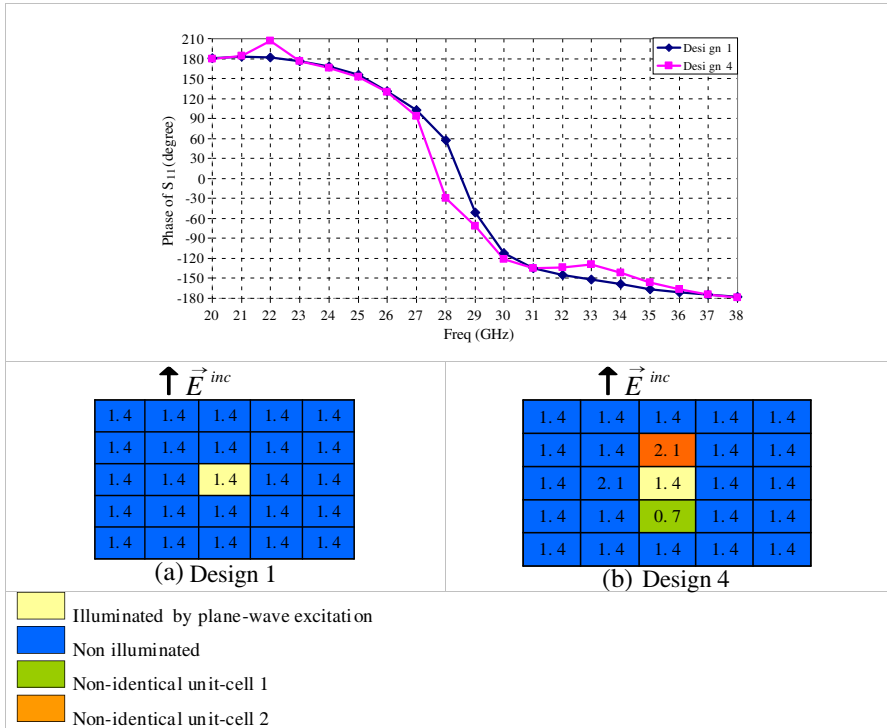 210
180
150
120
90
60
30
0
-30
-60
-90
-120
-150
-180
Phase of S11 (degree)
Desi gn 1
Desi gn 4
20 21 22 23 24 25 26 27 28 29 30 31 32 33 34 35 36 37 38
Freq (GHz)
E inc
1. 4 1. 4 1. 4 1. 4 1. 4
1. 4 1. 4 1. 4 1. 4 1. 4
1. 4 1. 4 1. 4 1. 4 1. 4
1. 4 1. 4 1. 4 1. 4 1. 4
1. 4 1. 4 1. 4 1. 4 1. 4
(a) Design 1
E inc
1. 4 1. 4 1. 4 1. 4 1. 4
1. 4 1. 4 2. 1 1. 4 1. 4
1. 4 2. 1 1. 4 1. 4 1. 4
1. 4 1. 4 0. 7 1. 4 1. 4
1. 4 1. 4 1. 4 1. 4 1. 4
(b) Design 4
Illuminated by plane-wave excitation
Non illuminated
Non-identical unit-cell 1
Non-identical unit-cell 2